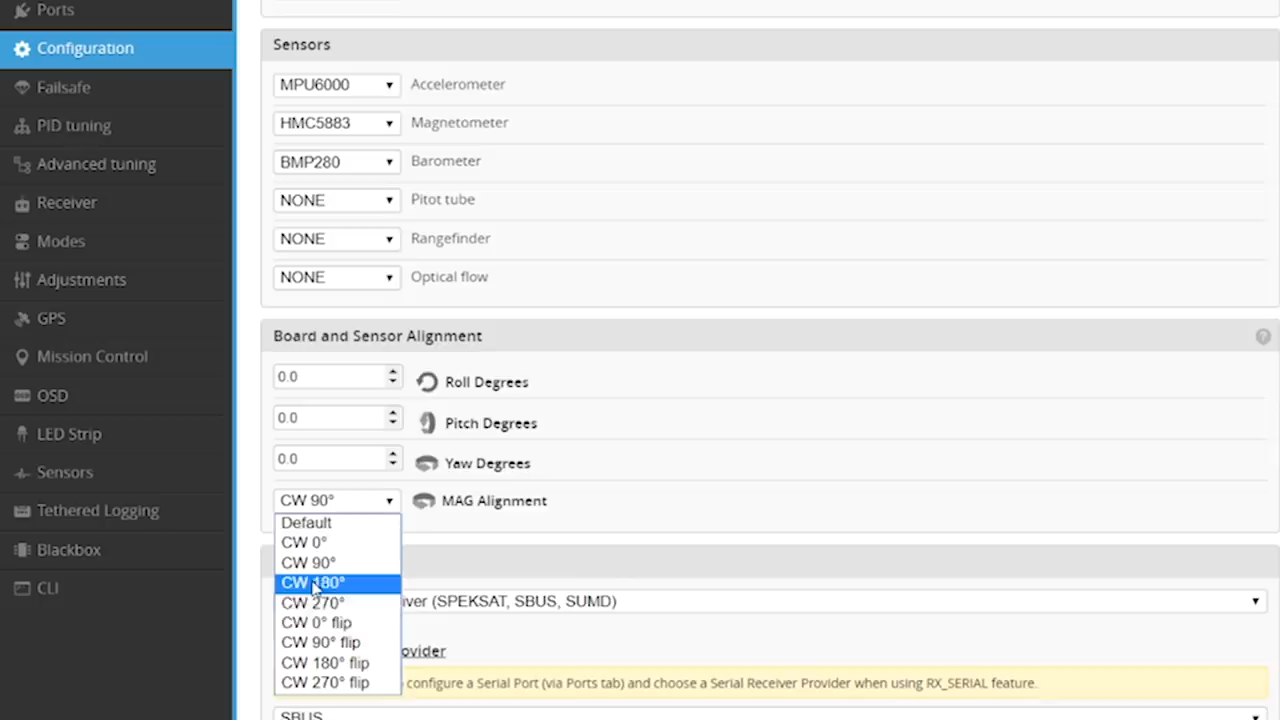 Ports
Configuration
Failsafe
PID tuning
Advanced tuning
Receiver
Modes
Adjustments
GPS
Mission Control
OSD
LED Strip
Sensors
Tethered Logging
Blackbox
CLI
Sensors
MPU6000 Accelerometer
HMC5883 Magnetometer
BMP280 Barometer
NONE Pitot tube
NONE Rangefinder
NONE Optical flow
Board and Sensor Alignment
0.0 Roll Degrees
0.0 Pitch Degrees
0.0 Yaw Degrees
CW 90° MAG Alignment
Default
CW 0°
CW 90°
CW 180°
CW 270°
CW 0° flip
CW 90° flip
CW 180° flip
CW 270° flip
(SPEKSAT, SBUS, SUMD)
configure a Serial Port (via Ports tab) and choose a Serial Receiver Provider when using RX_SERIAL feature.
SBUS